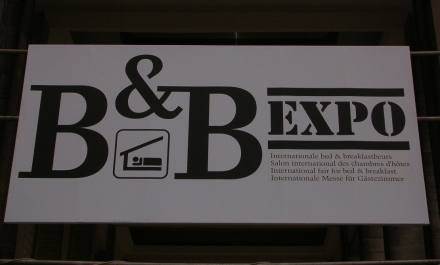 B&B EXPO
Internationale bed & breakfastbeurs
Salon international des chambres d'hôtes
International fair for bed & breakfast
Internationale Messe für Gästezimmer